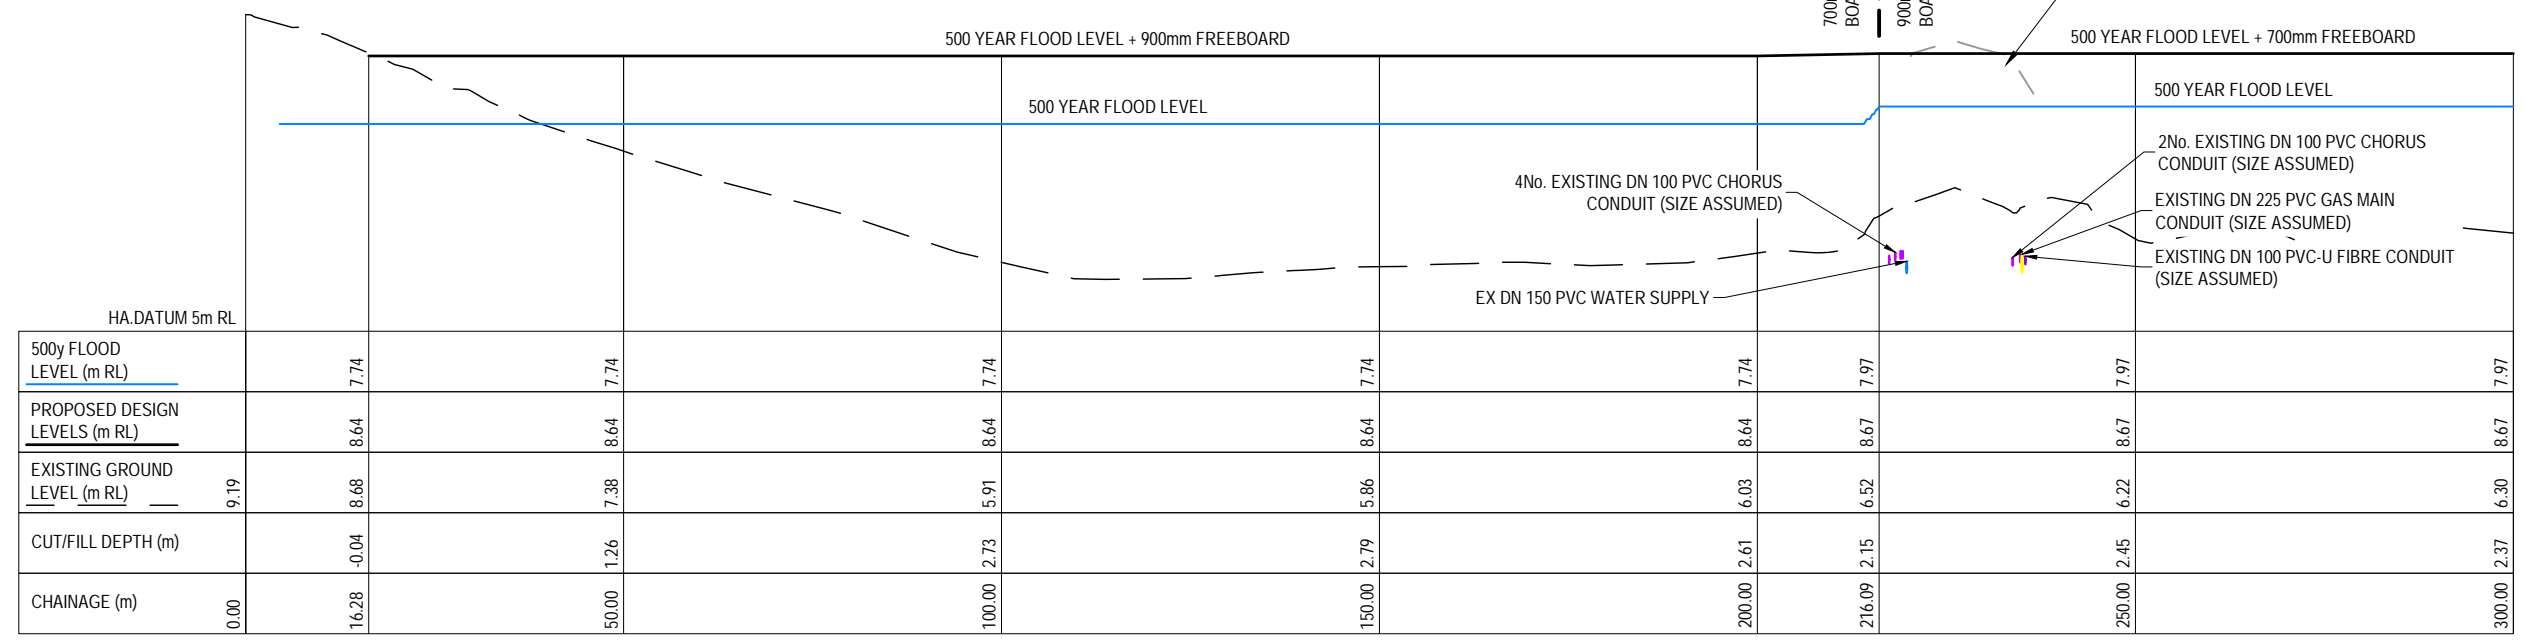 700
BOA
900
BOA
500 YEAR FLOOD LEVEL + 900mm FREEBOARD
500 YEAR FLOOD LEVEL + 700mm FREEBOARD
500 YEAR FLOOD LEVEL
500 YEAR FLOOD LEVEL
2No. EXISTING DN 100 PVC CHORUS
CONDUIT (SIZE ASSUMED)
4No. EXISTING DN 100 PVC CHORUS
CONDUIT (SIZE ASSUMED)
EXISTING DN 225 PVC GAS MAIN
CONDUIT (SIZE ASSUMED)
EXISTING DN 100 PVC-U FIBRE CONDUIT
(SIZE ASSUMED)
EX DN 150 PVC WATER SUPPLY
HA.DATUM 5m RL
500y FLOOD
LEVEL (m RL)
7.74 7.74 7.74 7.74 7.74 7.97 7.97 7.97
PROPOSED DESIGN
LEVELS (m RL)
8.64 8.64 8.64 8.64 8.64 8.67 8.67 8.67
EXISTING GROUND
LEVEL (m RL)
9.19 8.68 7.38 5.91 5.86 6.03 6.52 6.22 6.30
CUT/FILL DEPTH (m)
-0.04 1.26 2.73 2.79 2.61 2.15 2.45 2.37
CHAINAGE (m)
0.00 16.28 50.00 100.00 150.00 200.00 216.09 250.00 300.00